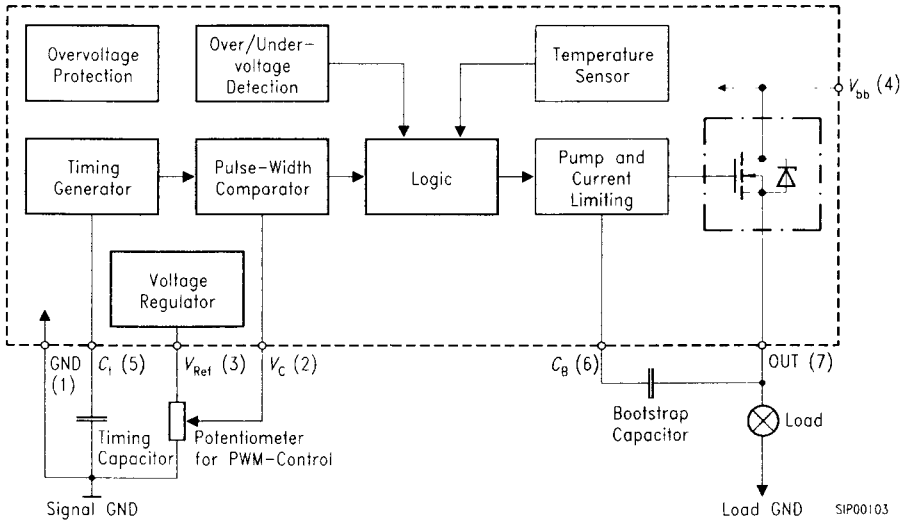 Overvoltage
Protection
Over/Under-
voltage
Detection
Temperature
Sensor
V_bb (4)
Timing
Generator
Pulse-Width
Comparator
Logic
Pump and
Current
Limiting
Voltage
Regulator
GND
(1)
C_t (5)
V_Ref (3)
V_C (2)
C_B (6)
OUT (7)
Timing
Capacitor
Potentiometer
for PWM-Control
Bootstrap
Capacitor
Load
Signal GND
Load GND
SIP00103